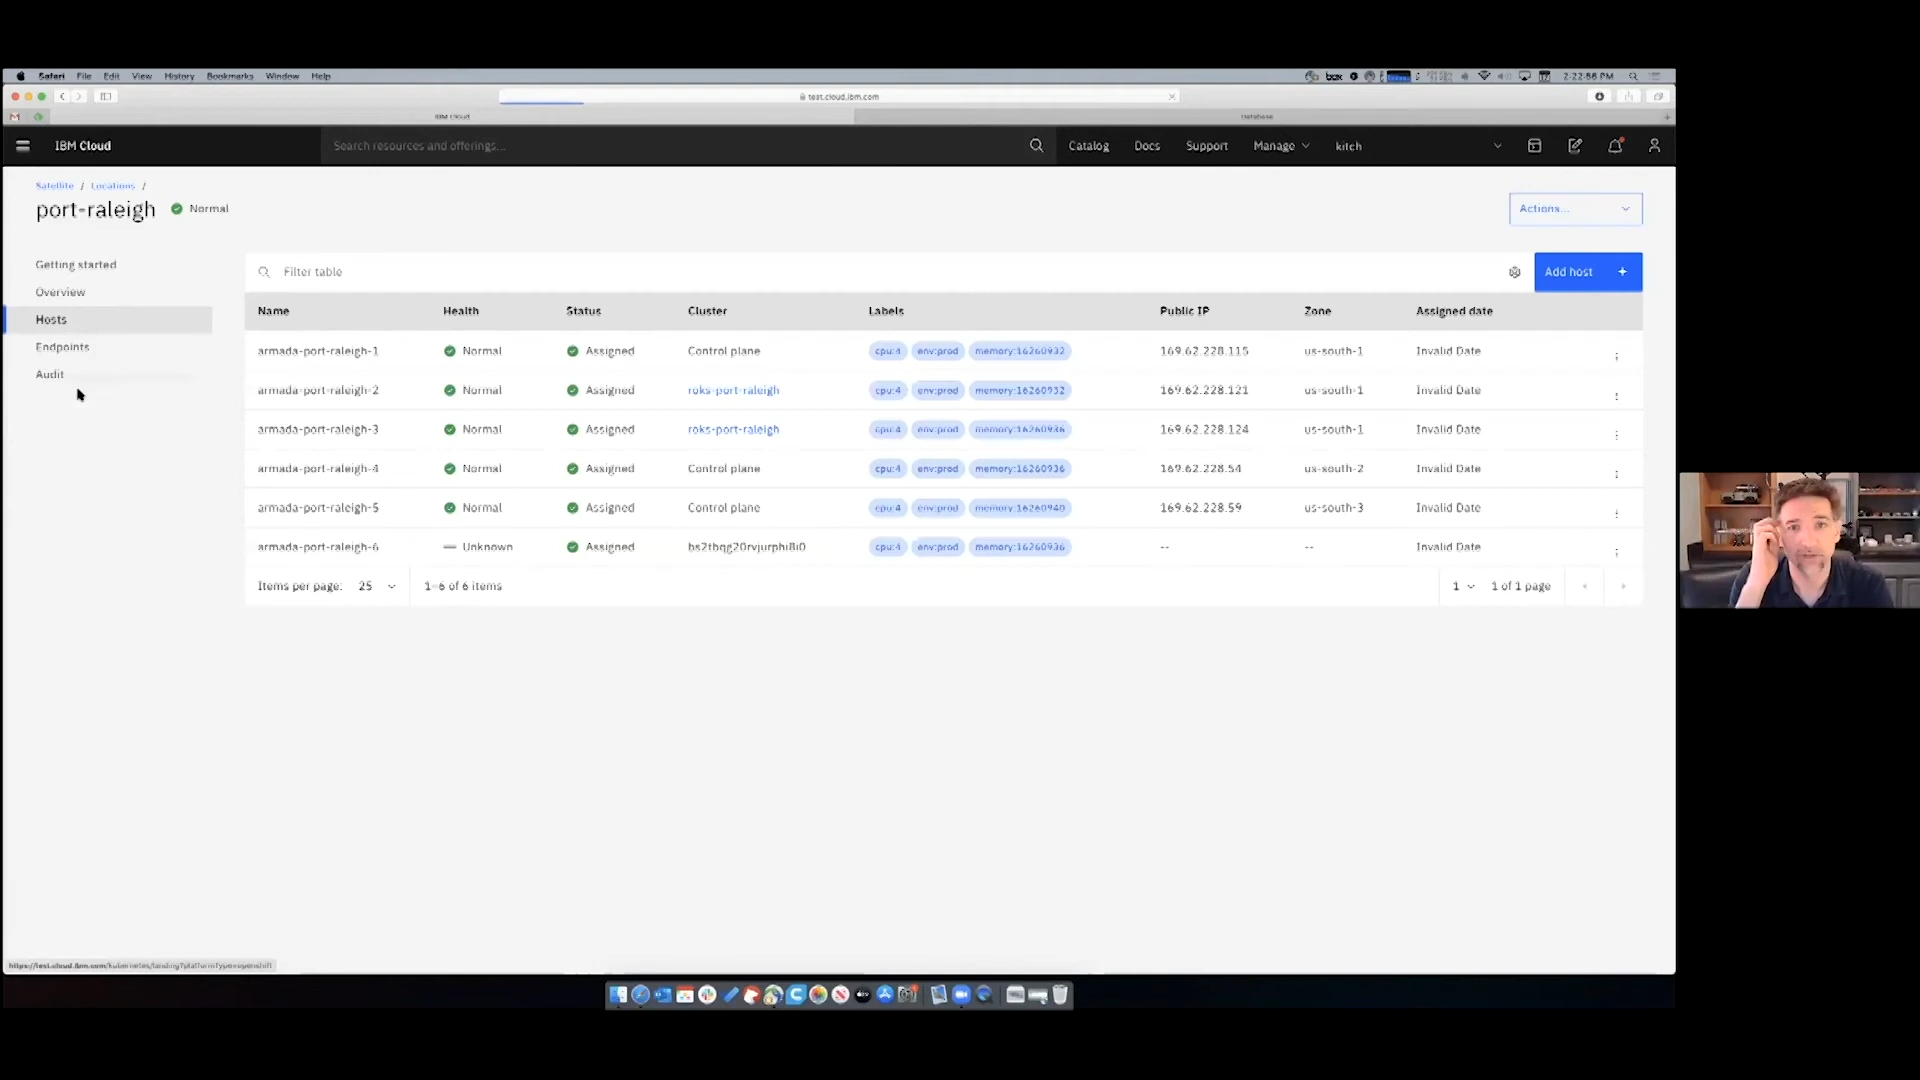 Safari File Edit View History Bookmarks Window Help box 2:22:56 PM
test.cloud.ibm.com
IBM Cloud Database
IBM Cloud Search resources and offerings... Catalog Docs Support Manage kitch
Satellite / Locations /
port-raleigh Normal Actions...
Getting started
Overview
Hosts
Endpoints
Audit
Filter table Add host +
Name Health Status Cluster Labels Public IP Zone Assigned date
armada-port-raleigh-1 Normal Assigned Control plane cpu:4 env:prod memory:16260932 169.62.228.115 us-south-1 Invalid Date
armada-port-raleigh-2 Normal Assigned roks-port-raleigh cpu:4 env:prod memory:16260932 169.62.228.121 us-south-1 Invalid Date
armada-port-raleigh-3 Normal Assigned roks-port-raleigh cpu:4 env:prod memory:16260936 169.62.228.124 us-south-1 Invalid Date
armada-port-raleigh-4 Normal Assigned Control plane cpu:4 env:prod memory:16260936 169.62.228.54 us-south-2 Invalid Date
armada-port-raleigh-5 Normal Assigned Control plane cpu:4 env:prod memory:16260940 169.62.228.59 us-south-3 Invalid Date
armada-port-raleigh-6 Unknown Assigned cpu:4 env:prod memory:16260936 -- -- Invalid Date
Items per page: 25 1-6 of 6 items 1 1 of 1 page
https://test.cloud.ibm.com/kubernetes/landing?platformType=openshift